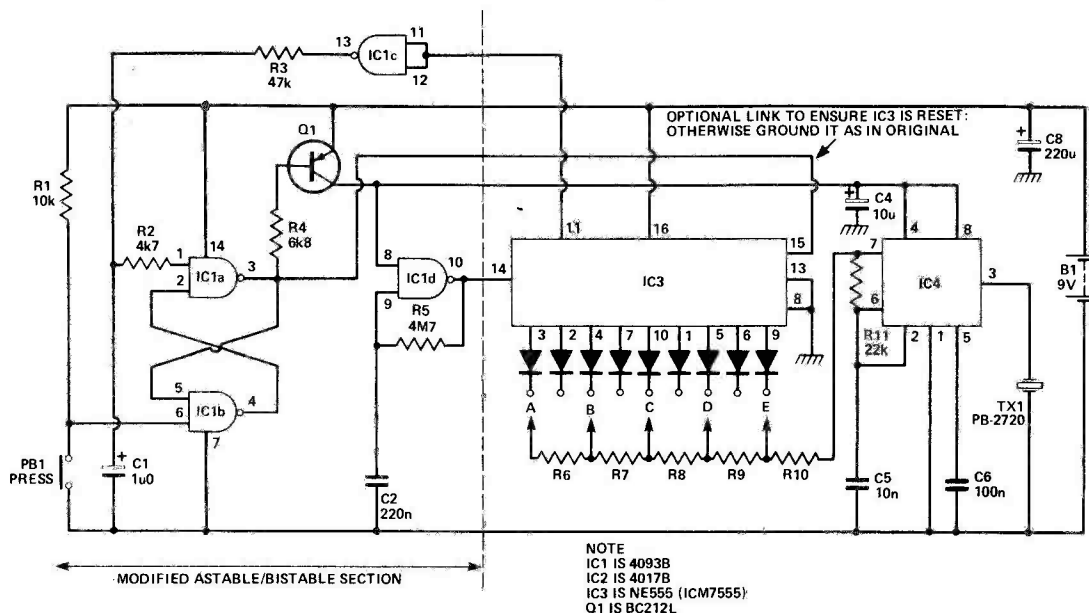 13
IC1c
11
12
R3
47k
OPTIONAL LINK TO ENSURE IC3 IS RESET:
OTHERWISE GROUND IT AS IN ORIGINAL
Q1
+
C8
220u
R1
10k
R2
4k7
1
14
IC1a
3
2
R4
6k8
+
C4
10u
11
16
15
4
8
7
8
IC1d
10
14
9
R5
4M7
IC3
13
8
IC4
3
B1
9V
6
R11
22k
2
1
5
3
2
4
7
10
1
5
6
9
5
IC1b
4
6
7
A
B
C
D
E
TX1
PB-2720
PB1
PRESS
+
C1
1u0
R6
R7
R8
R9
R10
C2
220n
C5
10n
C6
100n
MODIFIED ASTABLE/BISTABLE SECTION
NOTE
IC1 IS 4093B
IC2 IS 4017B
IC3 IS NE555 (ICM7555)
Q1 IS BC212L